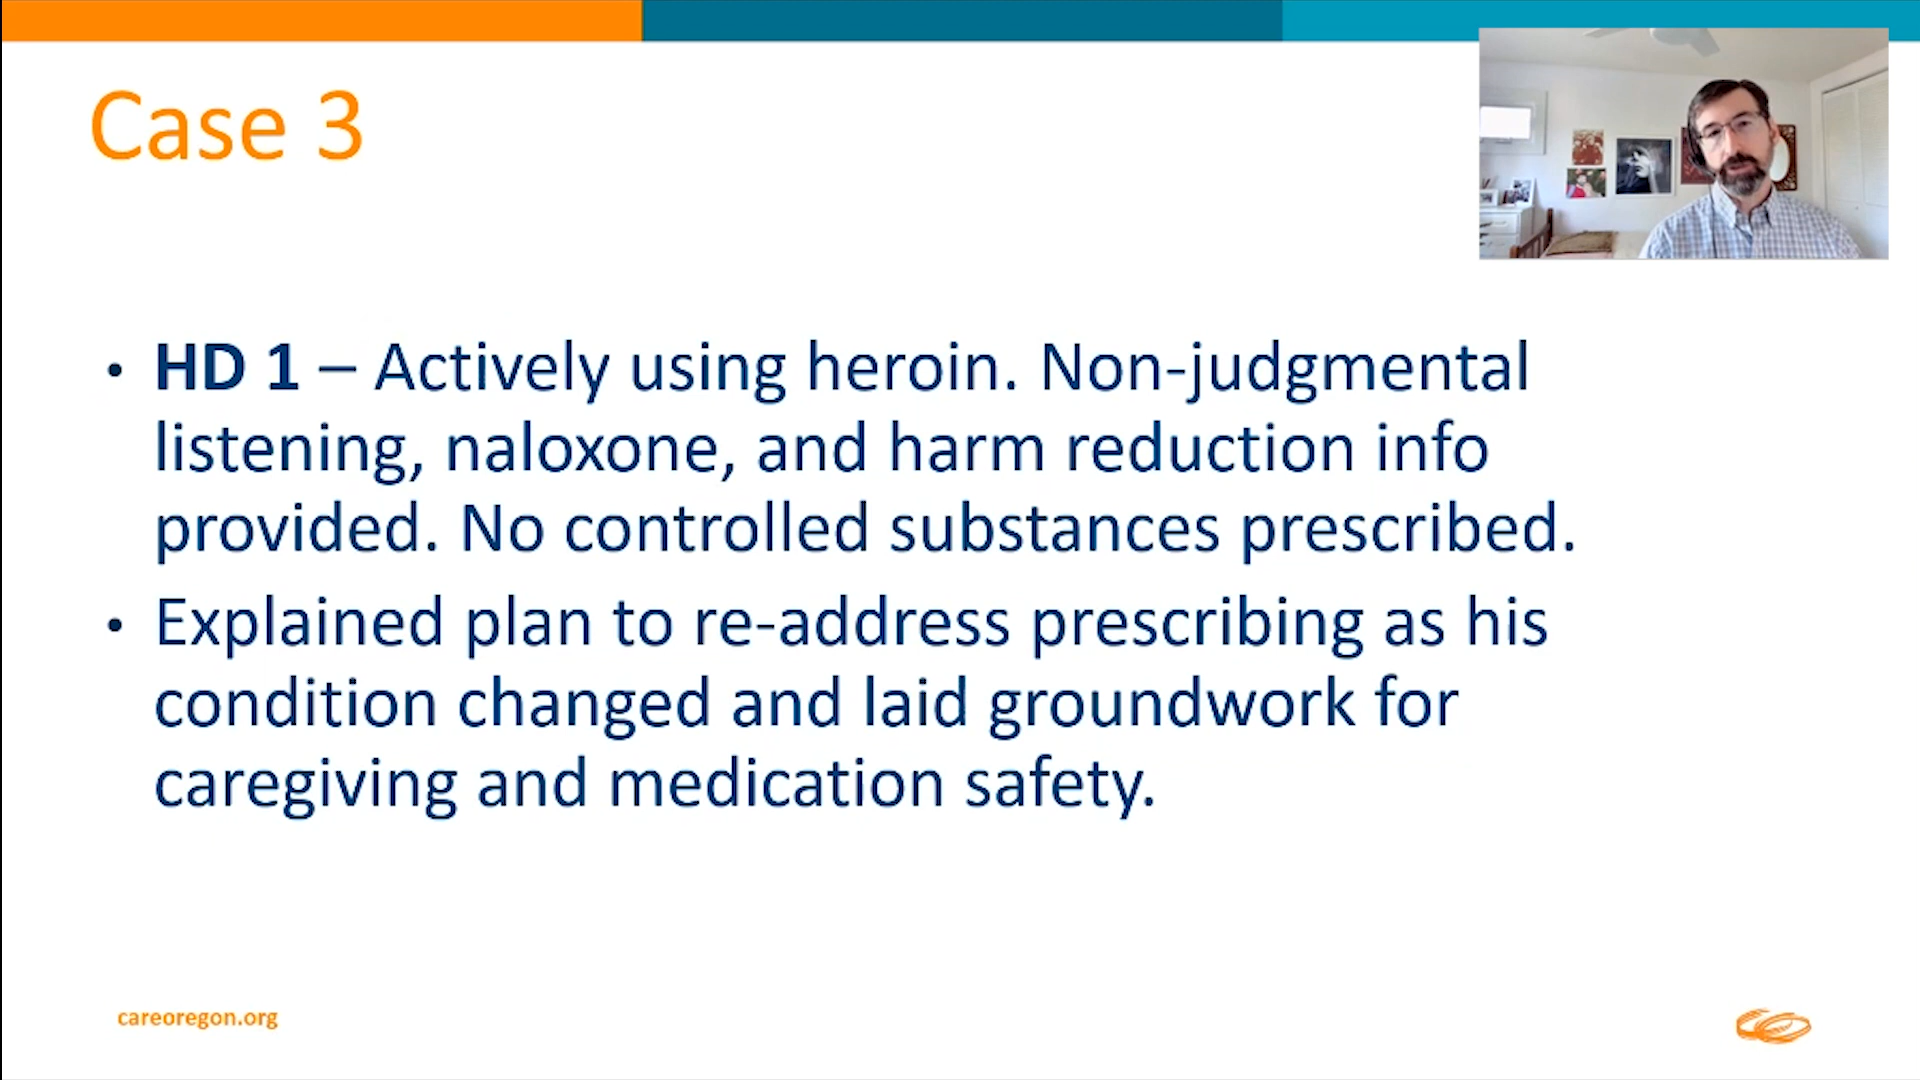 Case 3
• HD 1 – Actively using heroin. Non-judgmental
listening, naloxone, and harm reduction info
provided. No controlled substances prescribed.
• Explained plan to re-address prescribing as his
condition changed and laid groundwork for
caregiving and medication safety.
careoregon.org